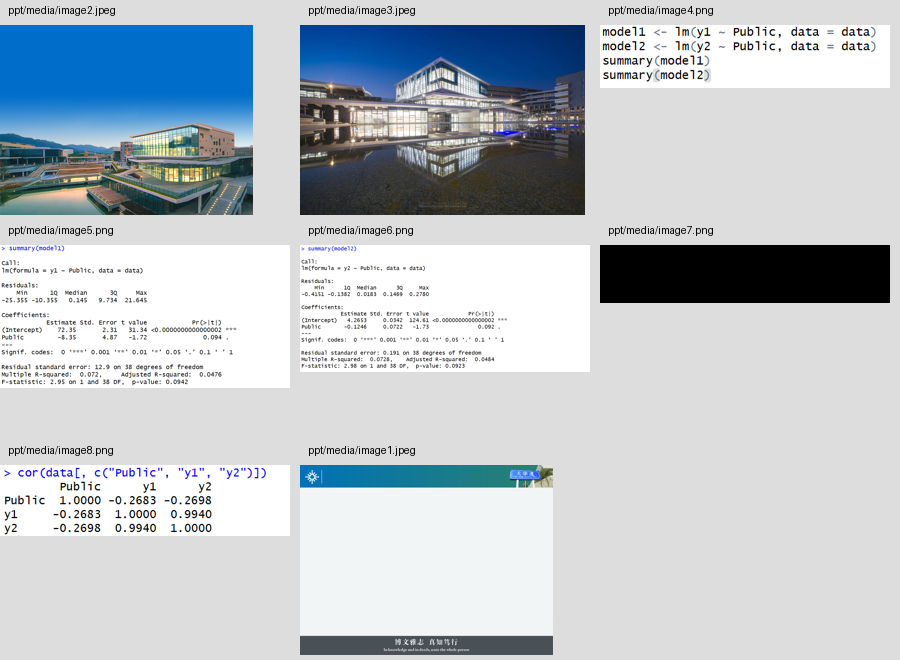 ppt/media/image2.jpeg
ppt/media/image3.jpeg
ppt/media/image4.png
model1 <- lm(y1 ~ Public, data = data)
model2 <- lm(y2 ~ Public, data = data)
summary(model1)
summary(model2)
ppt/media/image5.png
> summary(model1)
Call:
lm(formula = y1 ~ Public, data = data)
Residuals:
Min 1Q Median 3Q Max
-25.355 -10.355 0.145 9.734 21.645
Coefficients:
Estimate Std. Error t value Pr(>|t|)
(Intercept) 72.35 2.31 31.34 <0.0000000000000002 ***
Public -8.35 4.87 -1.72 0.094 .
---
Signif. codes: 0 '***' 0.001 '**' 0.01 '*' 0.05 '.' 0.1 ' ' 1
Residual standard error: 12.9 on 38 degrees of freedom
Multiple R-squared: 0.072, Adjusted R-squared: 0.0476
F-statistic: 2.95 on 1 and 38 DF, p-value: 0.0942
ppt/media/image6.png
> summary(model2)
Call:
lm(formula = y2 ~ Public, data = data)
Residuals:
Min 1Q Median 3Q Max
-0.4151 -0.1382 0.0183 0.1469 0.2780
Coefficients:
Estimate Std. Error t value Pr(>|t|)
(Intercept) 4.2653 0.0342 124.61 <0.0000000000000002 ***
Public -0.1246 0.0722 -1.73 0.092 .
---
Signif. codes: 0 '***' 0.001 '**' 0.01 '*' 0.05 '.' 0.1 ' ' 1
Residual standard error: 0.191 on 38 degrees of freedom
Multiple R-squared: 0.0728, Adjusted R-squared: 0.0484
F-statistic: 2.98 on 1 and 38 DF, p-value: 0.0923
ppt/media/image7.png
ppt/media/image8.png
> cor(data[, c("Public", "y1", "y2")])
Public y1 y2
Public 1.0000 -0.2683 -0.2698
y1 -0.2683 1.0000 0.9940
y2 -0.2698 0.9940 1.0000
ppt/media/image1.jpeg
博文雅志 真知笃行
In knowledge and in deeds, unto the whole person